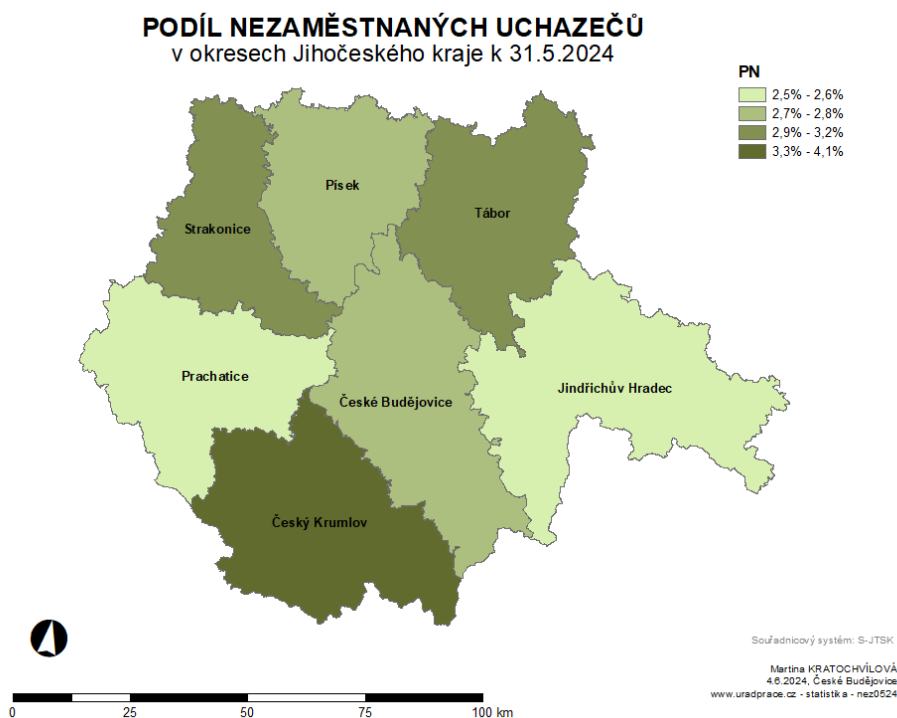 PODÍL NEZAMĚSTNANÝCH UCHAZEČŮ
v okresech Jihočeského kraje k 31.5.2024
PN
2,5% - 2,6%
2,7% - 2,8%
2,9% - 3,2%
3,3% - 4,1%
Písek
Tábor
Strakonice
Prachatice
Jindřichův Hradec
České Budějovice
Český Krumlov
Souřadnicový systém: S-JTSK
Martina KRATOCHVÍLOVÁ
4.6.2024, České Budějovice
www.uradprace.cz - statistika - nez0524
0 25 50 75 100 km